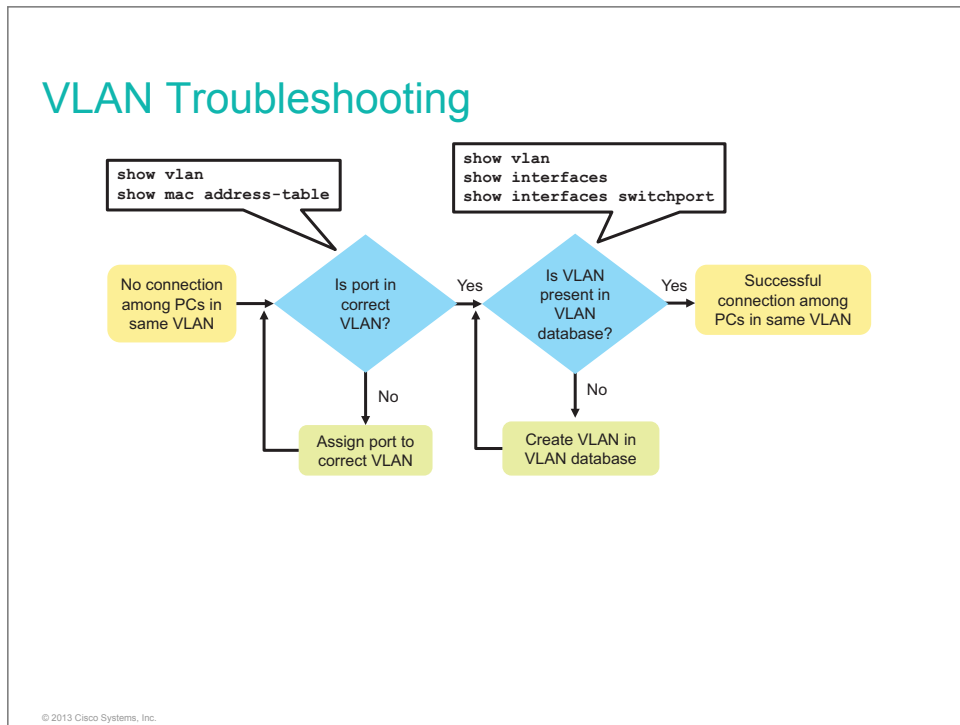 VLAN Troubleshooting
show vlan
show mac address-table
show vlan
show interfaces
show interfaces switchport
No connection
among PCs in
same VLAN
Is port in
correct
VLAN?
Yes
Is VLAN
present in
VLAN
database?
Yes
Successful
connection among
PCs in same VLAN
No
Assign port to
correct VLAN
No
Create VLAN in
VLAN database
© 2013 Cisco Systems, Inc.